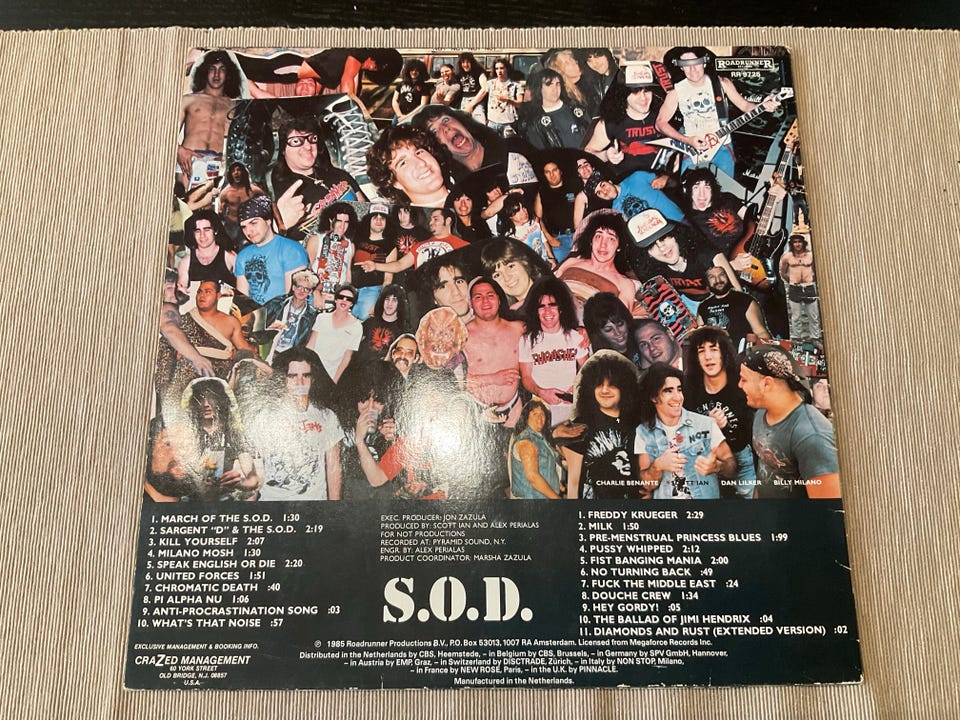 ROADRUNNER
RR 9725
TRUST
Marshall
THRASHER
NOT
CHARLIE BENANTE
SCOTT IAN
DAN LILKER
BILLY MILANO
1. MARCH OF THE S.O.D. 1:30
2. SARGENT "D" & THE S.O.D. 2:19
3. KILL YOURSELF 2:07
4. MILANO MOSH 1:30
5. SPEAK ENGLISH OR DIE 2:20
6. UNITED FORCES 1:51
7. CHROMATIC DEATH :40
8. PI ALPHA NU 1:06
9. ANTI-PROCRASTINATION SONG :03
10. WHAT'S THAT NOISE :57
EXEC. PRODUCER: JON ZAZULA
PRODUCED BY: SCOTT IAN AND ALEX PERIALAS
FOR NOT PRODUCTIONS
RECORDED AT: PYRAMID SOUND, N.Y.
ENGR. BY: ALEX PERIALAS
PRODUCT COORDINATOR: MARSHA ZAZULA
S.O.D.
1. FREDDY KRUEGER 2:29
2. MILK 1:50
3. PRE-MENSTRUAL PRINCESS BLUES 1:99
4. PUSSY WHIPPED 2:12
5. FIST BANGING MANIA 2:00
6. NO TURNING BACK :49
7. FUCK THE MIDDLE EAST :24
8. DOUCHE CREW 1:34
9. HEY GORDY! :05
10. THE BALLAD OF JIMI HENDRIX :04
11. DIAMONDS AND RUST (EXTENDED VERSION) :02
EXCLUSIVE MANAGEMENT & BOOKING INFO.
CRAZED MANAGEMENT
60 YORK STREET
OLD BRIDGE, N.J. 08857
U.S.A.
℗ 1985 Roadrunner Productions B.V., P.O. Box 53013, 1007 RA Amsterdam. Licensed from Megaforce Records Inc.
Distributed in the Netherlands by CBS, Heemstede, – in Belgium by CBS, Brussels, – in Germany by SPV GmbH, Hannover,
– in Austria by EMP, Graz, – in Switzerland by DISCTRADE, Zürich, – in Italy by NON STOP, Milano,
– in France by NEW ROSE, Paris, – in the U.K. by PINNACLE.
Manufactured in the Netherlands.